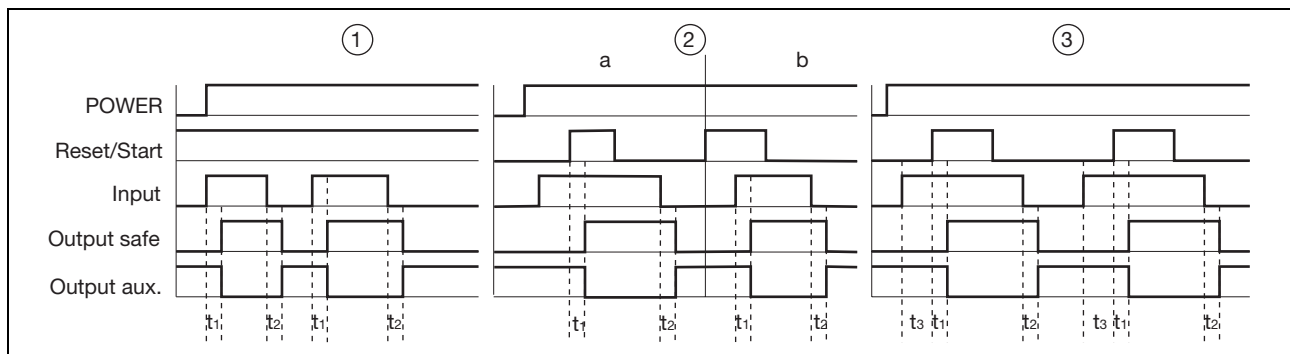 1 2 3
a b
POWER
Reset/Start
Input
Output safe
Output aux.
t1 t2 t1 t2 t1 t2 t1 t2 t3 t1 t2 t3 t1 t2